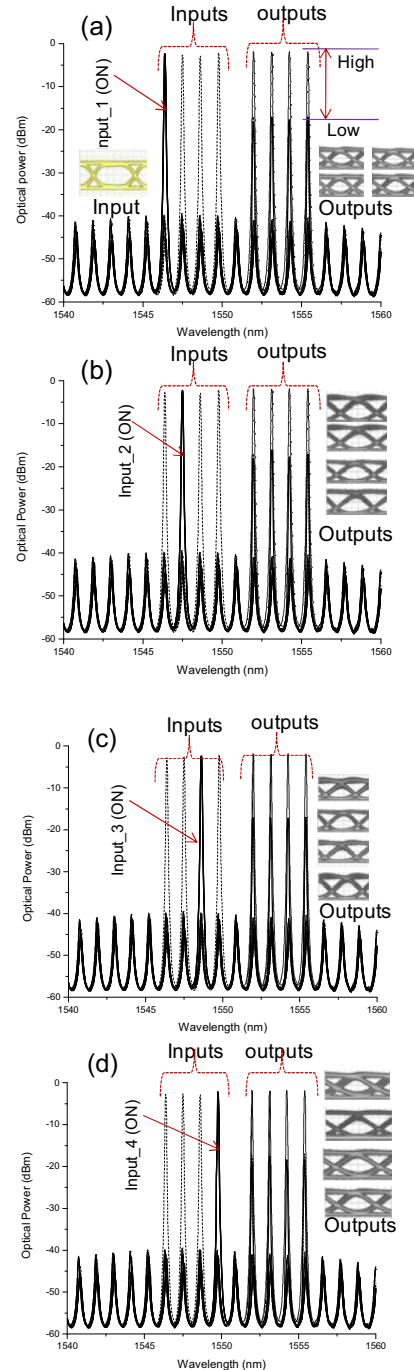 (a)
Inputs
outputs
nput_1 (ON)
High
Low
Input
Outputs
Optical power (dBm)
0
-10
-20
-30
-40
-50
-60
1540
1545
1550
1555
1560
Wavelength (nm)
(b)
Inputs
outputs
Input_2 (ON)
Outputs
Optical Power (dBm)
0
-10
-20
-30
-40
-50
-60
1540
1545
1550
1555
1560
Wavelength (nm)
(c)
Inputs
outputs
Input_3 (ON)
Outputs
Optical Power (dBm)
0
-10
-20
-30
-40
-50
-60
1540
1545
1550
1555
1560
Wavelength (nm)
(d)
Inputs
outputs
Input_4 (ON)
Outputs
Optical Power (dBm)
0
-10
-20
-30
-40
-50
-60
1540
1545
1550
1555
1560
Wavelength (nm)